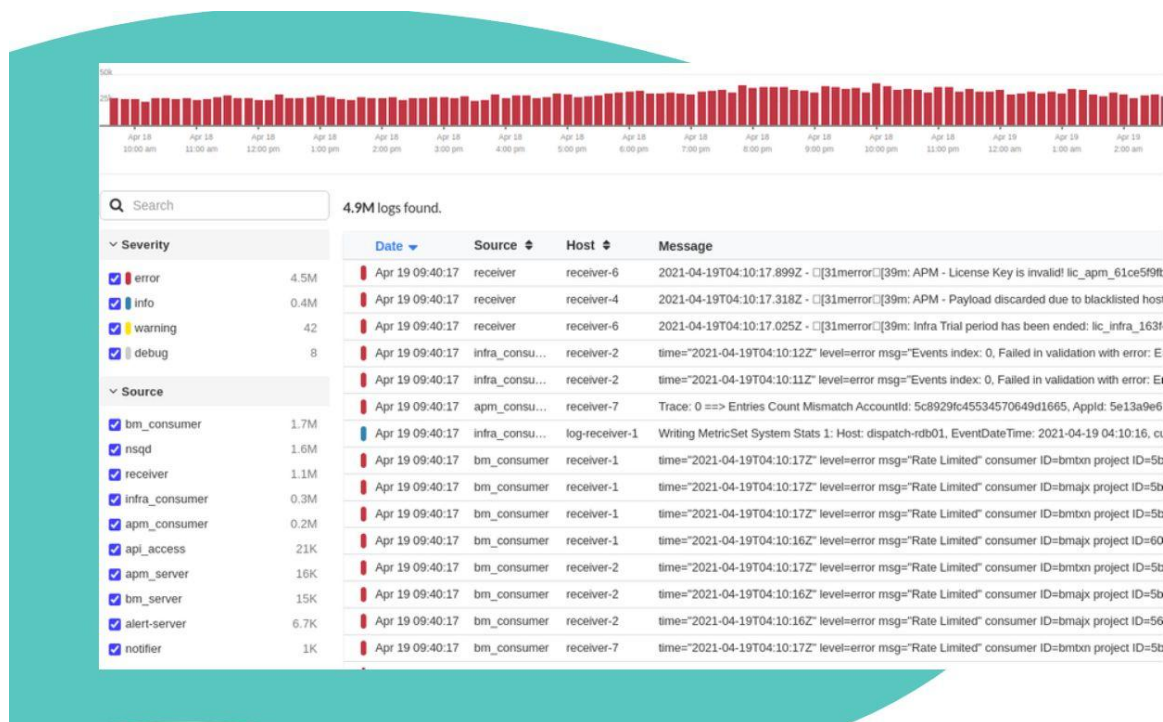 50k
25k
Apr 18 Apr 18 Apr 18 Apr 18 Apr 18 Apr 18 Apr 18 Apr 18 Apr 18 Apr 18 Apr 18 Apr 18 Apr 18 Apr 18 Apr 19 Apr 19 Apr 19
10:00 am 11:00 am 12:00 pm 1:00 pm 2:00 pm 3:00 pm 4:00 pm 5:00 pm 6:00 pm 7:00 pm 8:00 pm 9:00 pm 10:00 pm 11:00 pm 12:00 am 1:00 am 2:00 am
Search
4.9M logs found.
Severity
error 4.5M
info 0.4M
warning 42
debug 8
Source
bm_consumer 1.7M
nsqd 1.6M
receiver 1.1M
infra_consumer 0.3M
apm_consumer 0.2M
api_access 21K
apm_server 16K
bm_server 15K
alert-server 6.7K
notifier 1K
Date Source Host Message
Apr 19 09:40:17 receiver receiver-6 2021-04-19T04:10:17.899Z - □[31merror□[39m: APM - License Key is invalid! lic_apm_61ce5f9fb
Apr 19 09:40:17 receiver receiver-4 2021-04-19T04:10:17.318Z - □[31merror□[39m: APM - Payload discarded due to blacklisted host
Apr 19 09:40:17 receiver receiver-6 2021-04-19T04:10:17.025Z - □[31merror□[39m: Infra Trial period has been ended: lic_infra_163f
Apr 19 09:40:17 infra_consu... receiver-2 time="2021-04-19T04:10:12Z" level=error msg="Events index: 0, Failed in validation with error: E
Apr 19 09:40:17 infra_consu... receiver-2 time="2021-04-19T04:10:11Z" level=error msg="Events index: 0, Failed in validation with error: E
Apr 19 09:40:17 apm_consu... receiver-7 Trace: 0 ==> Entries Count Mismatch AccountId: 5c8929fc45534570649d1665, AppId: 5e13a9e6
Apr 19 09:40:17 infra_consu... log-receiver-1 Writing MetricSet System Stats 1: Host: dispatch-rdb01, EventDateTime: 2021-04-19 04:10:16, cu
Apr 19 09:40:17 bm_consumer receiver-1 time="2021-04-19T04:10:17Z" level=error msg="Rate Limited" consumer ID=bmtxn project ID=5b
Apr 19 09:40:17 bm_consumer receiver-1 time="2021-04-19T04:10:17Z" level=error msg="Rate Limited" consumer ID=bmajx project ID=5b
Apr 19 09:40:17 bm_consumer receiver-1 time="2021-04-19T04:10:17Z" level=error msg="Rate Limited" consumer ID=bmtxn project ID=5b
Apr 19 09:40:17 bm_consumer receiver-1 time="2021-04-19T04:10:16Z" level=error msg="Rate Limited" consumer ID=bmajx project ID=60
Apr 19 09:40:17 bm_consumer receiver-2 time="2021-04-19T04:10:17Z" level=error msg="Rate Limited" consumer ID=bmtxn project ID=5b
Apr 19 09:40:17 bm_consumer receiver-2 time="2021-04-19T04:10:16Z" level=error msg="Rate Limited" consumer ID=bmajx project ID=5b
Apr 19 09:40:17 bm_consumer receiver-2 time="2021-04-19T04:10:16Z" level=error msg="Rate Limited" consumer ID=bmajx project ID=56
Apr 19 09:40:17 bm_consumer receiver-7 time="2021-04-19T04:10:17Z" level=error msg="Rate Limited" consumer ID=bmtxn project ID=5b